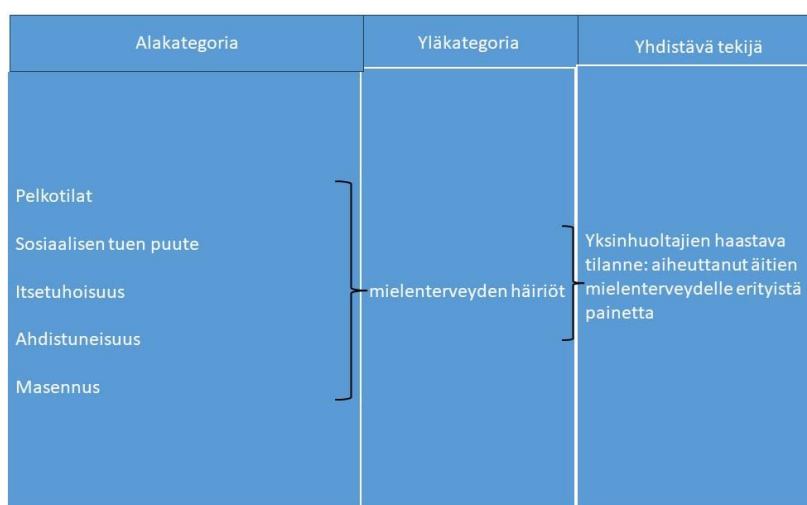 Alakategoria
Yläkategoria
Yhdistävä tekijä
Pelkotilat
Sosiaalisen tuen puute
Itsetuhoisuus
Ahdistuneisuus
Masennus
mielenterveyden häiriöt
Yksinhuoltajien haastava
tilanne: aiheuttanut äitien
mielenterveydelle erityistä
painetta